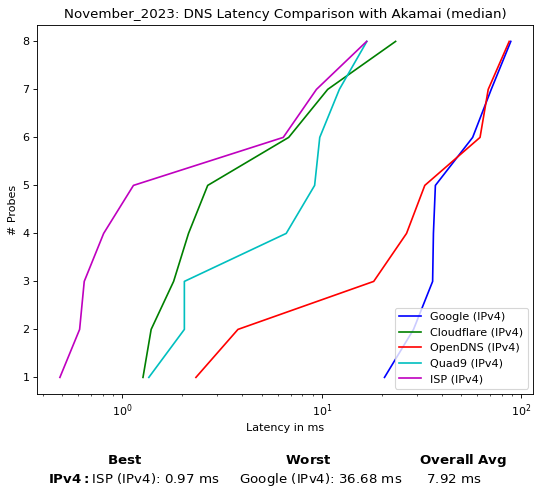 November_2023: DNS Latency Comparison with Akamai (median)
# Probes
8
7
6
5
4
3
2
1
Google (IPv4)
Cloudflare (IPv4)
OpenDNS (IPv4)
Quad9 (IPv4)
ISP (IPv4)
10⁰ 10¹ 10²
Latency in ms
Best Worst Overall Avg
IPv4: ISP (IPv4): 0.97 ms Google (IPv4): 36.68 ms 7.92 ms